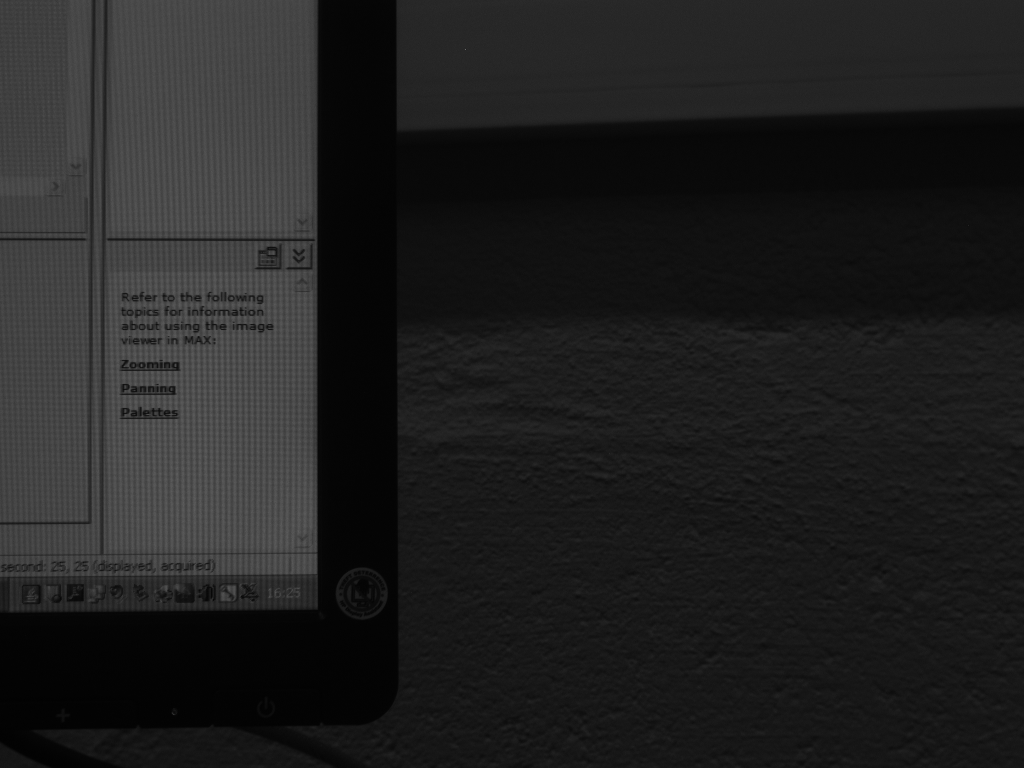 Refer to the following
topics for information
about using the image
viewer in MAX:
Zooming
Panning
Palettes
second: 25, 25 (displayed, acquired)
16:25